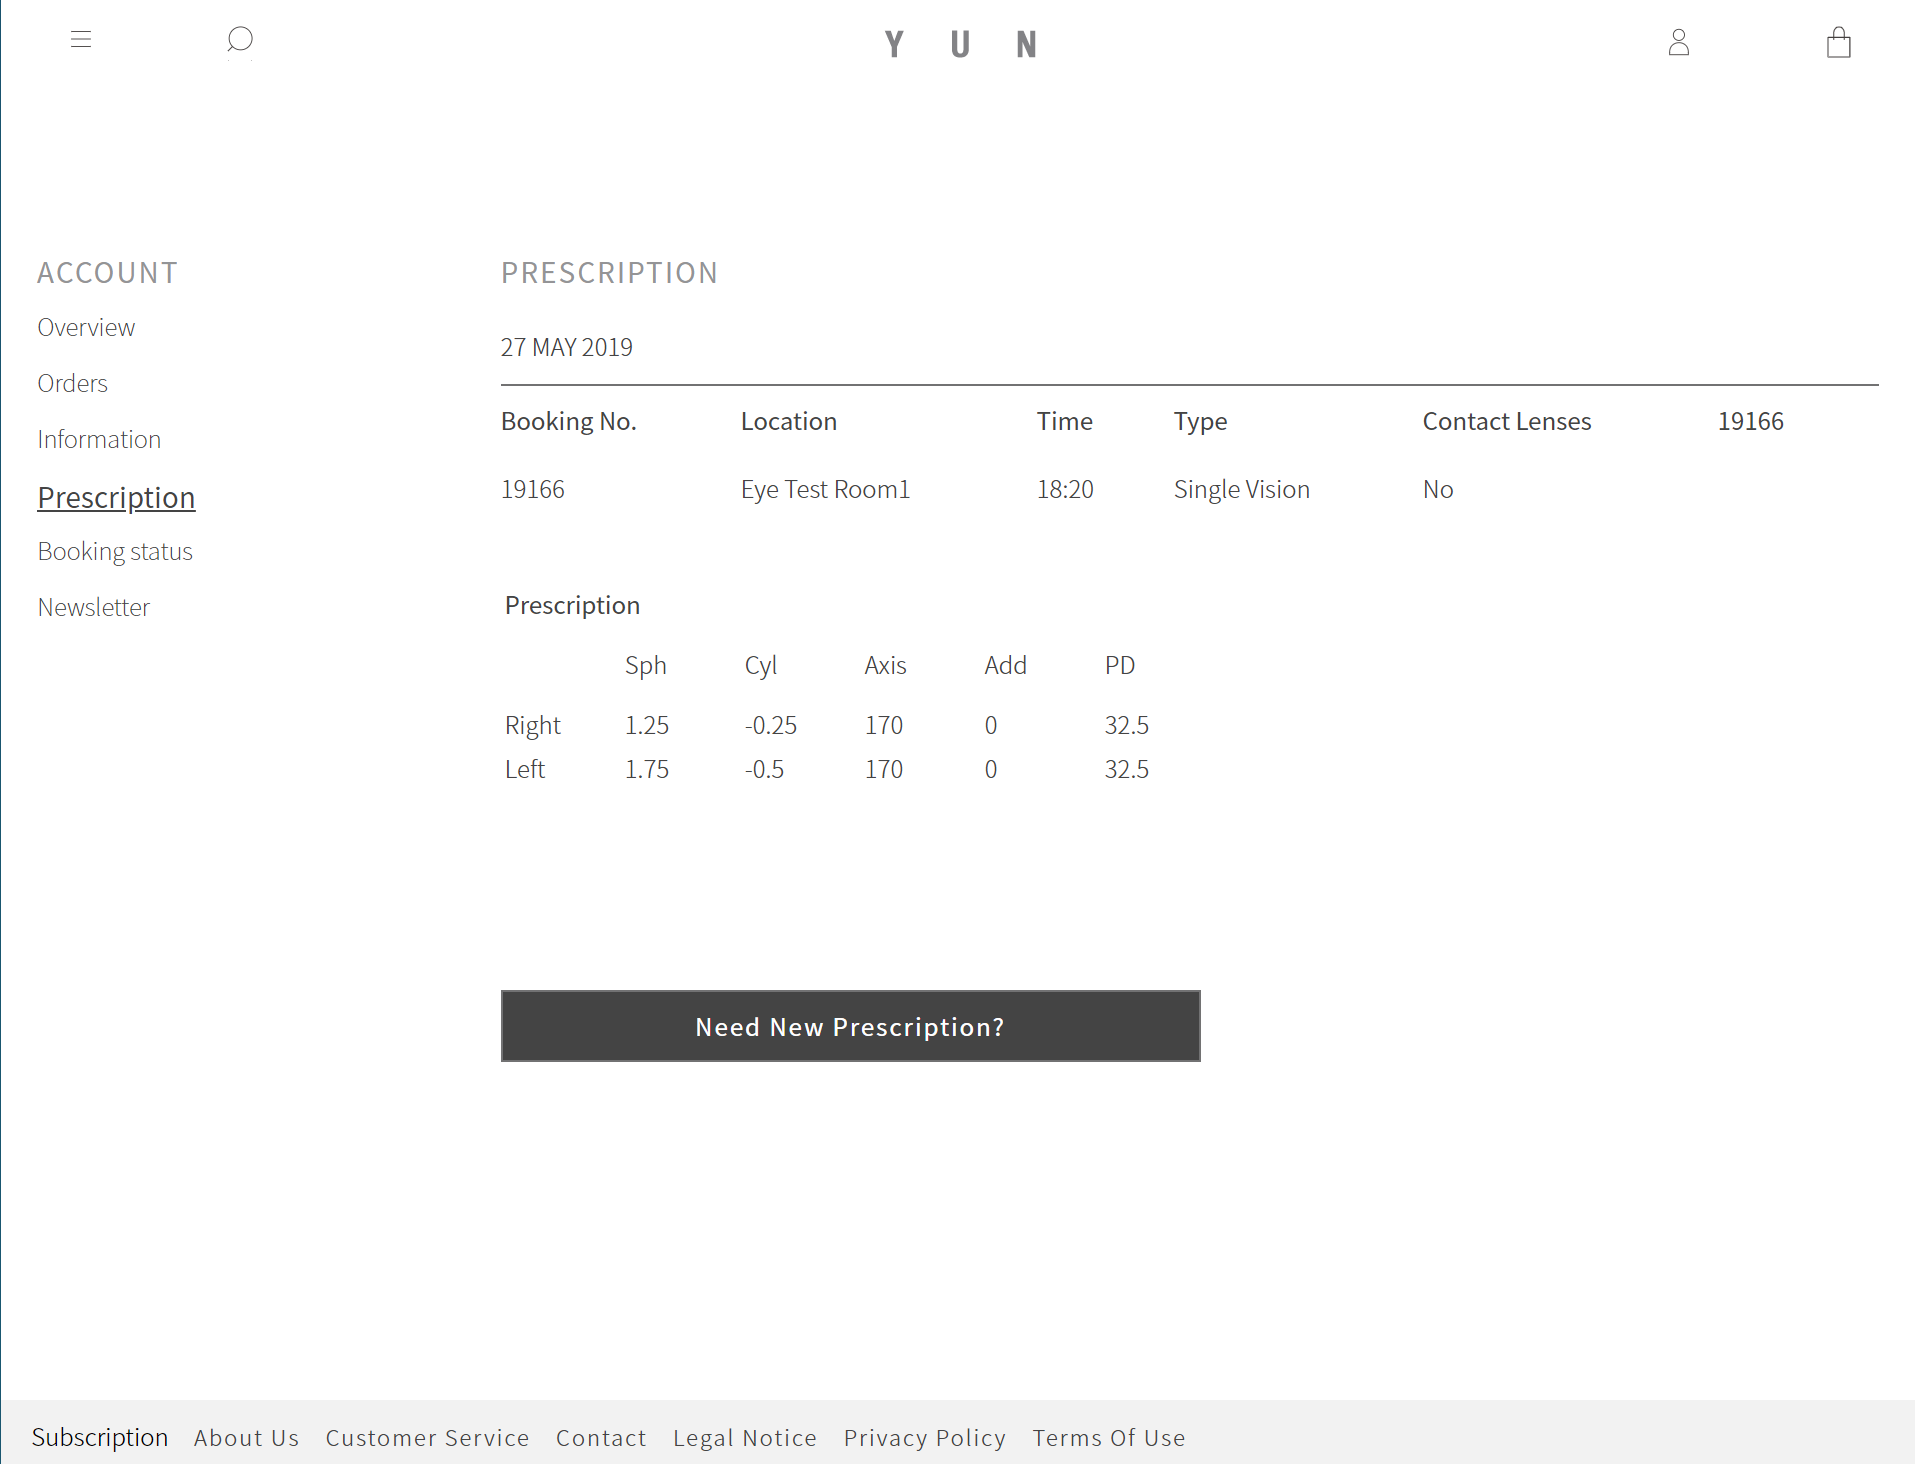 Y U N
ACCOUNT
Overview
Orders
Information
Prescription
Booking status
Newsletter
PRESCRIPTION
27 MAY 2019
Booking No. Location Time Type Contact Lenses 19166
19166 Eye Test Room1 18:20 Single Vision No
Prescription
Sph Cyl Axis Add PD
Right 1.25 -0.25 170 0 32.5
Left 1.75 -0.5 170 0 32.5
Need New Prescription?
Subscription About Us Customer Service Contact Legal Notice Privacy Policy Terms Of Use